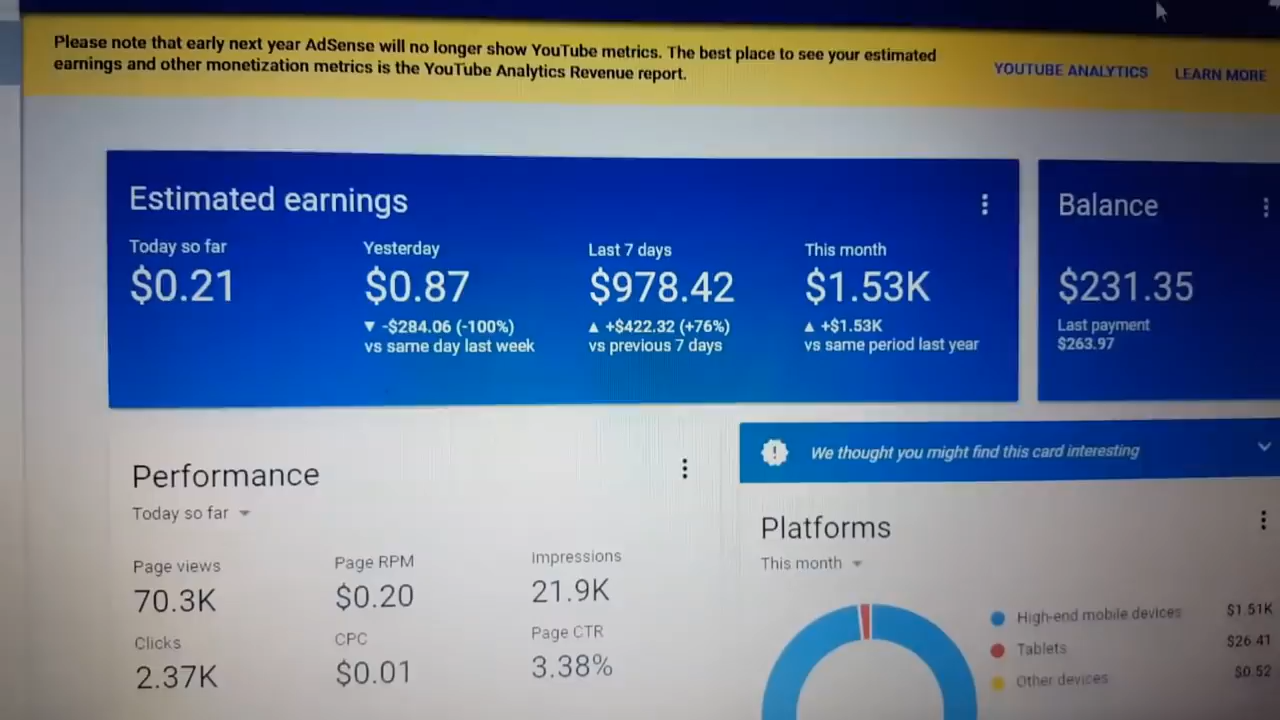 Please note that early next year AdSense will no longer show YouTube metrics. The best place to see your estimated
earnings and other monetization metrics is the YouTube Analytics Revenue report.
YOUTUBE ANALYTICS
LEARN MORE
Estimated earnings
Today so far
$0.21
Yesterday
$0.87
▼ -$284.06 (-100%)
vs same day last week
Last 7 days
$978.42
▲ +$422.32 (+76%)
vs previous 7 days
This month
$1.53K
▲ +$1.53K
vs same period last year
Balance
$231.35
Last payment
$263.97
Performance
Today so far
Page views
70.3K
Page RPM
$0.20
Impressions
21.9K
Clicks
2.37K
CPC
$0.01
Page CTR
3.38%
We thought you might find this card interesting
Platforms
This month
High-end mobile devices $1.51K
Tablets $26.41
Other devices $0.52